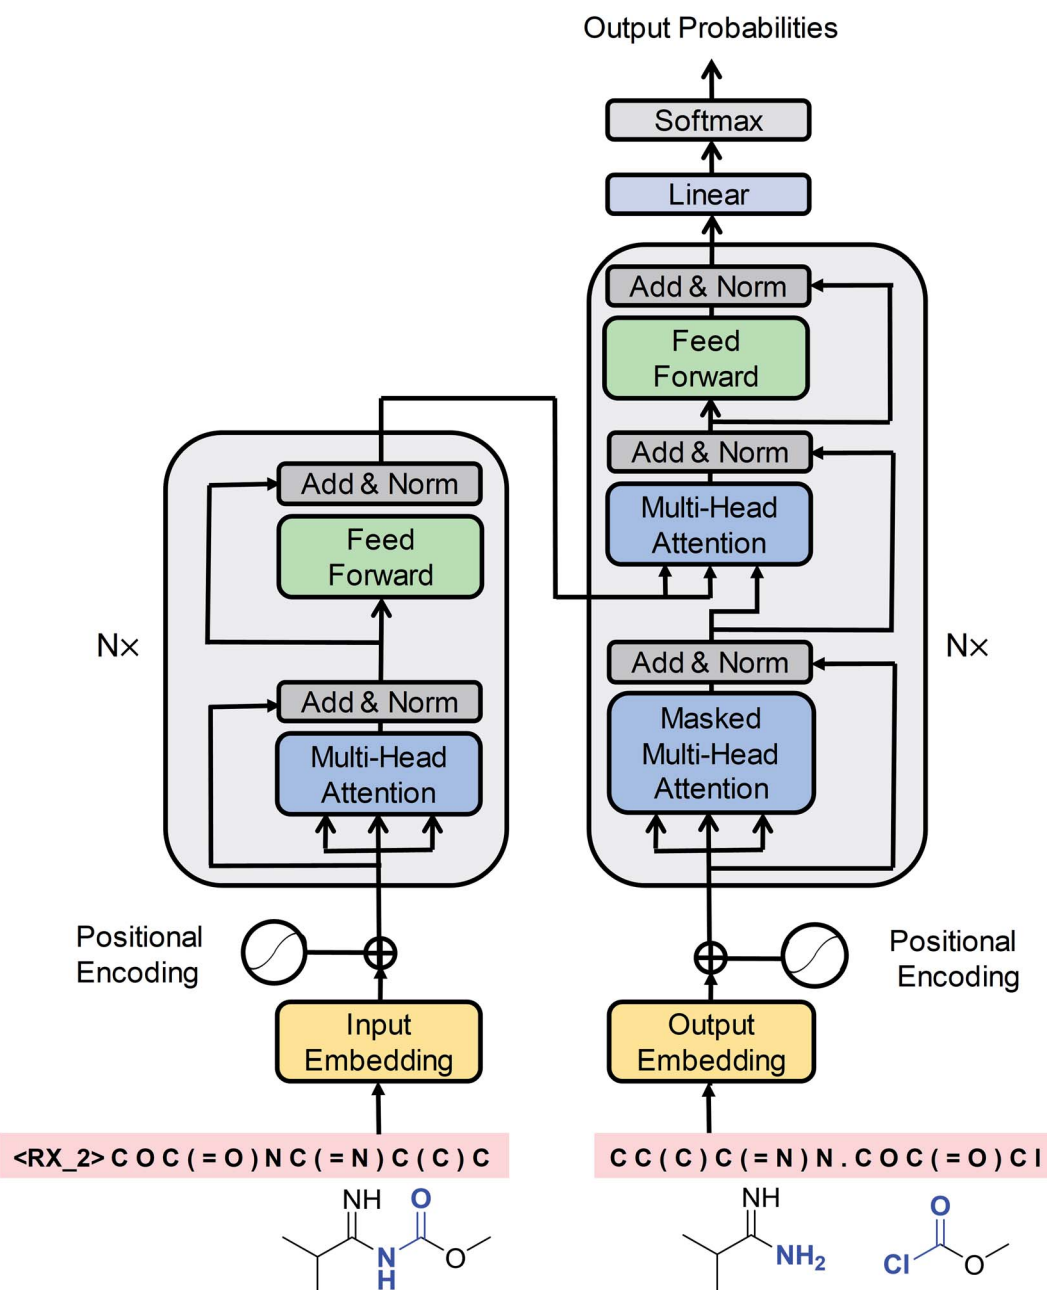 Output Probabilities
Softmax
Linear
Add & Norm
Feed
Forward
Add & Norm
Multi-Head
Attention
Add & Norm
Masked
Multi-Head
Attention
N×
Add & Norm
Feed
Forward
Add & Norm
Multi-Head
Attention
N×
Positional
Encoding
Positional
Encoding
Input
Embedding
Output
Embedding
<RX_2> C O C ( = O ) N C ( = N ) C ( C ) C
C C ( C ) C ( = N ) N . C O C ( = O ) Cl
NH
O
N
H
O
NH
NH₂
O
Cl
O